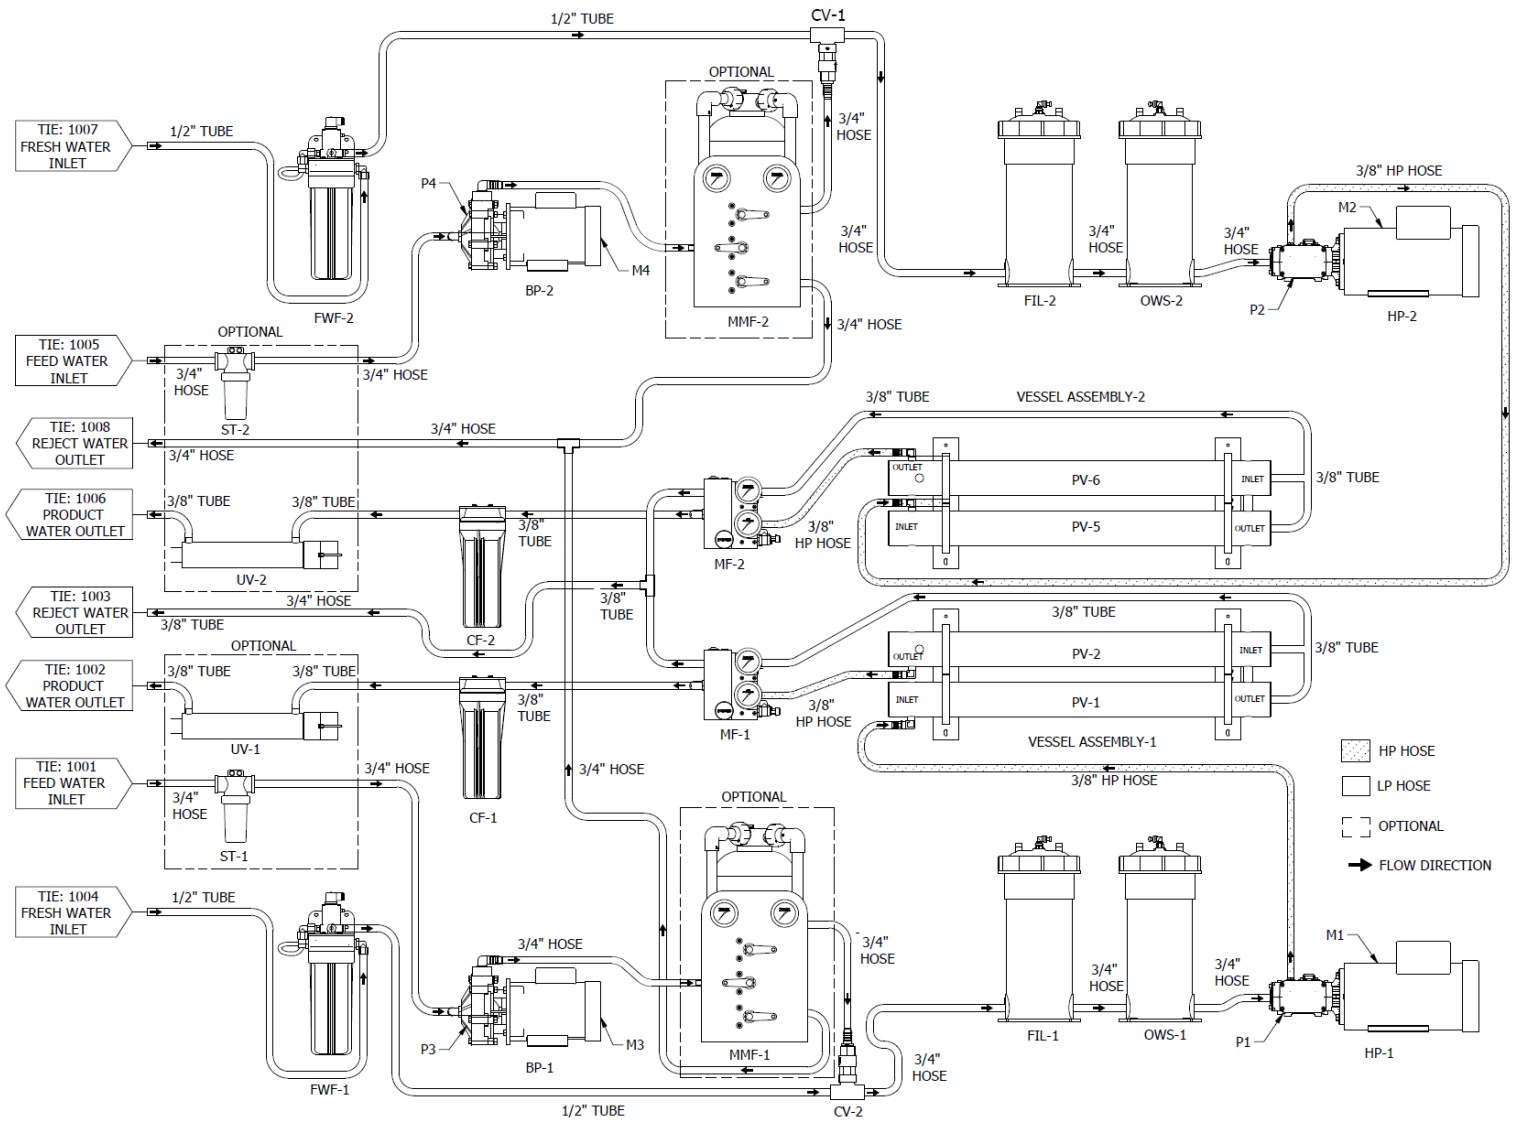 1/2" TUBE
CV-1
OPTIONAL
TIE: 1007
FRESH WATER
INLET
1/2" TUBE
3/4"
HOSE
3/8" HP HOSE
P4
M2
3/4"
HOSE
3/4"
HOSE
3/4"
HOSE
M4
BP-2
FIL-2
OWS-2
P2
HP-2
FWF-2
MMF-2
3/4" HOSE
OPTIONAL
TIE: 1005
FEED WATER
INLET
3/4"
HOSE
3/4" HOSE
ST-2
3/8" TUBE
VESSEL ASSEMBLY-2
TIE: 1008
REJECT WATER
OUTLET
3/4" HOSE
3/4" HOSE
OUTLET
PV-6
INLET
3/8" TUBE
TIE: 1006
PRODUCT
WATER OUTLET
3/8" TUBE
3/8" TUBE
3/8"
TUBE
3/8"
HP HOSE
INLET
PV-5
OUTLET
MF-2
UV-2
TIE: 1003
REJECT WATER
OUTLET
3/4" HOSE
3/8" TUBE
3/8"
TUBE
CF-2
3/8" TUBE
OPTIONAL
OUTLET
PV-2
INLET
3/8" TUBE
TIE: 1002
PRODUCT
WATER OUTLET
3/8" TUBE
3/8" TUBE
3/8"
TUBE
3/8"
HP HOSE
INLET
PV-1
OUTLET
MF-1
UV-1
VESSEL ASSEMBLY-1
3/8" HP HOSE
HP HOSE
LP HOSE
OPTIONAL
FLOW DIRECTION
TIE: 1001
FEED WATER
INLET
3/4"
HOSE
3/4" HOSE
3/4" HOSE
OPTIONAL
CF-1
ST-1
TIE: 1004
FRESH WATER
INLET
1/2" TUBE
3/4" HOSE
3/4"
HOSE
M1
3/4"
HOSE
3/4"
HOSE
P3
M3
BP-1
MMF-1
FIL-1
OWS-1
P1
HP-1
3/4"
HOSE
FWF-1
1/2" TUBE
CV-2